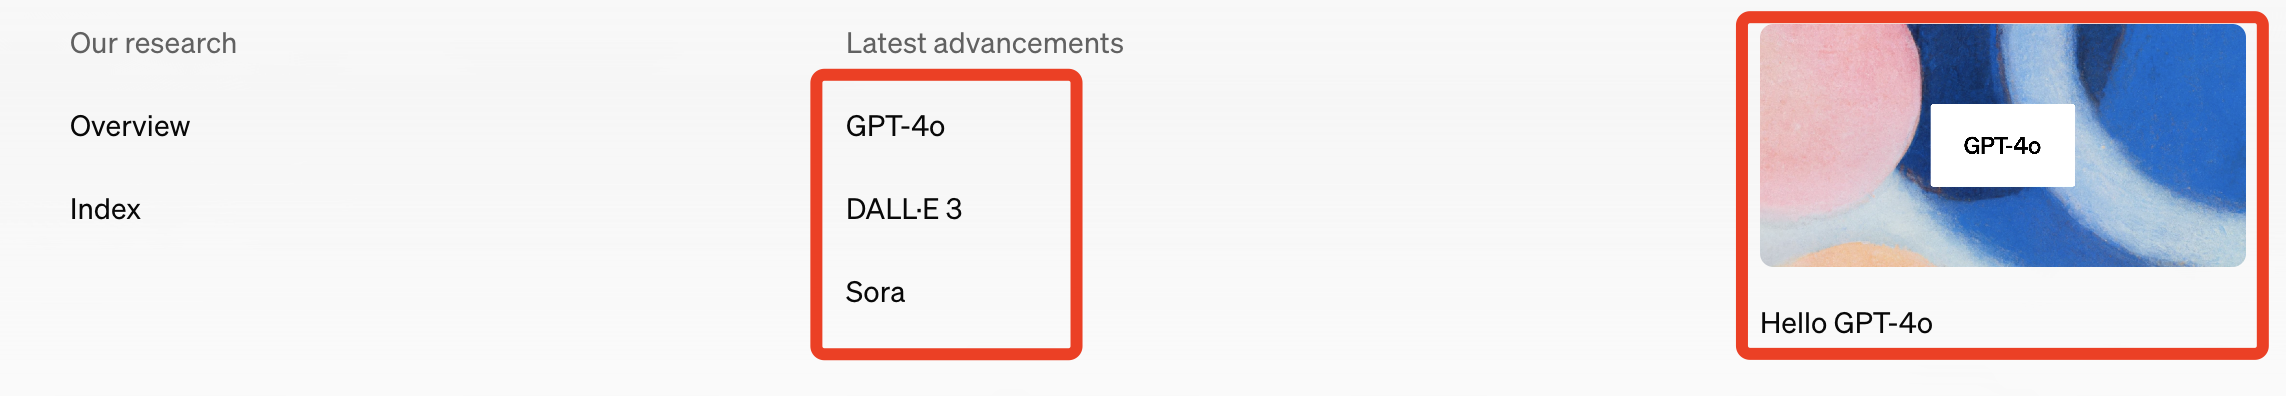 Our research
Overview
Index
Latest advancements
GPT-4o
DALL·E 3
Sora
GPT-4o
Hello GPT-4o